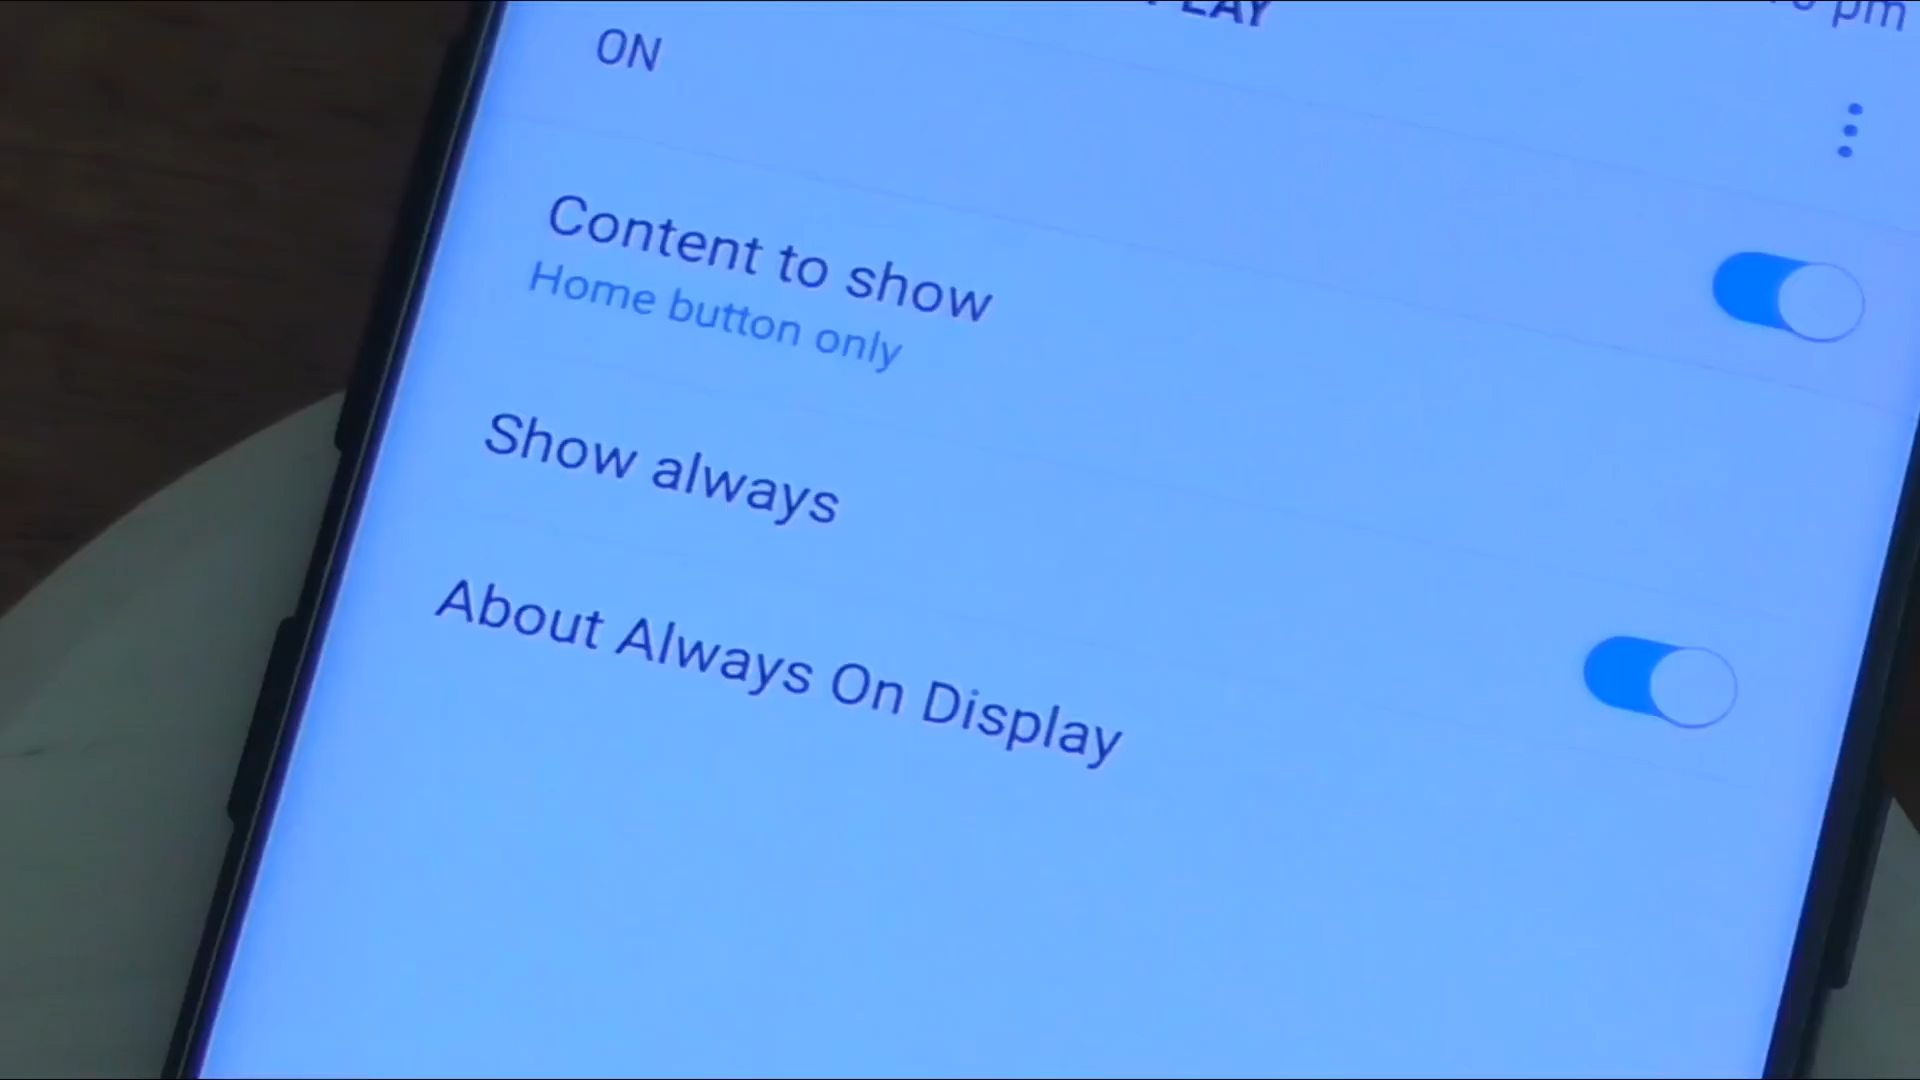 ON
Content to show
Home button only
Show always
About Always On Display